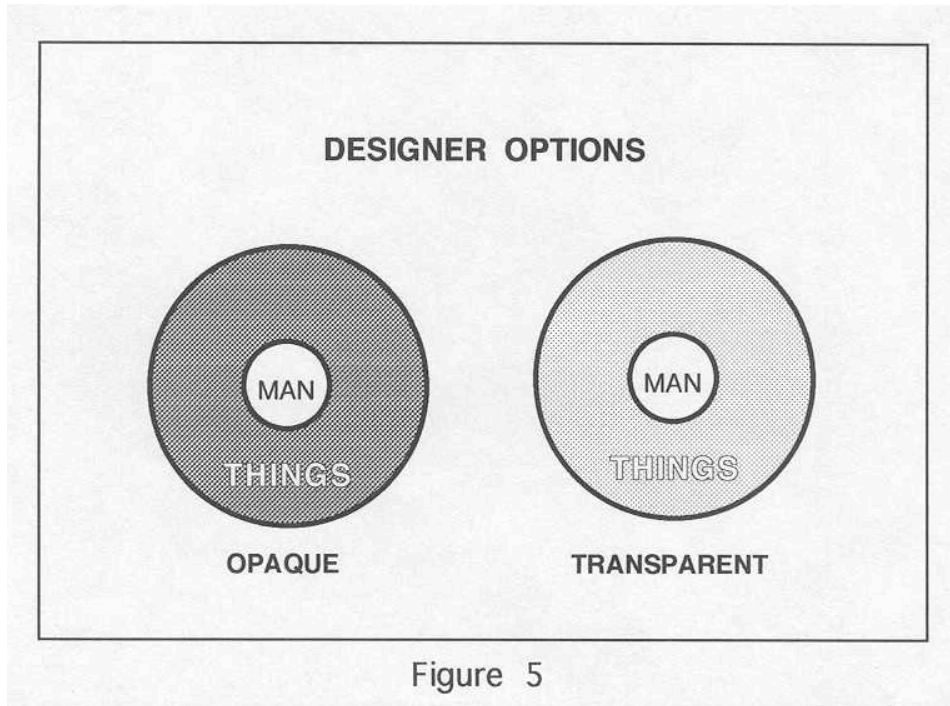 DESIGNER OPTIONS
MAN
THINGS
OPAQUE
MAN
THINGS
TRANSPARENT
Figure 5